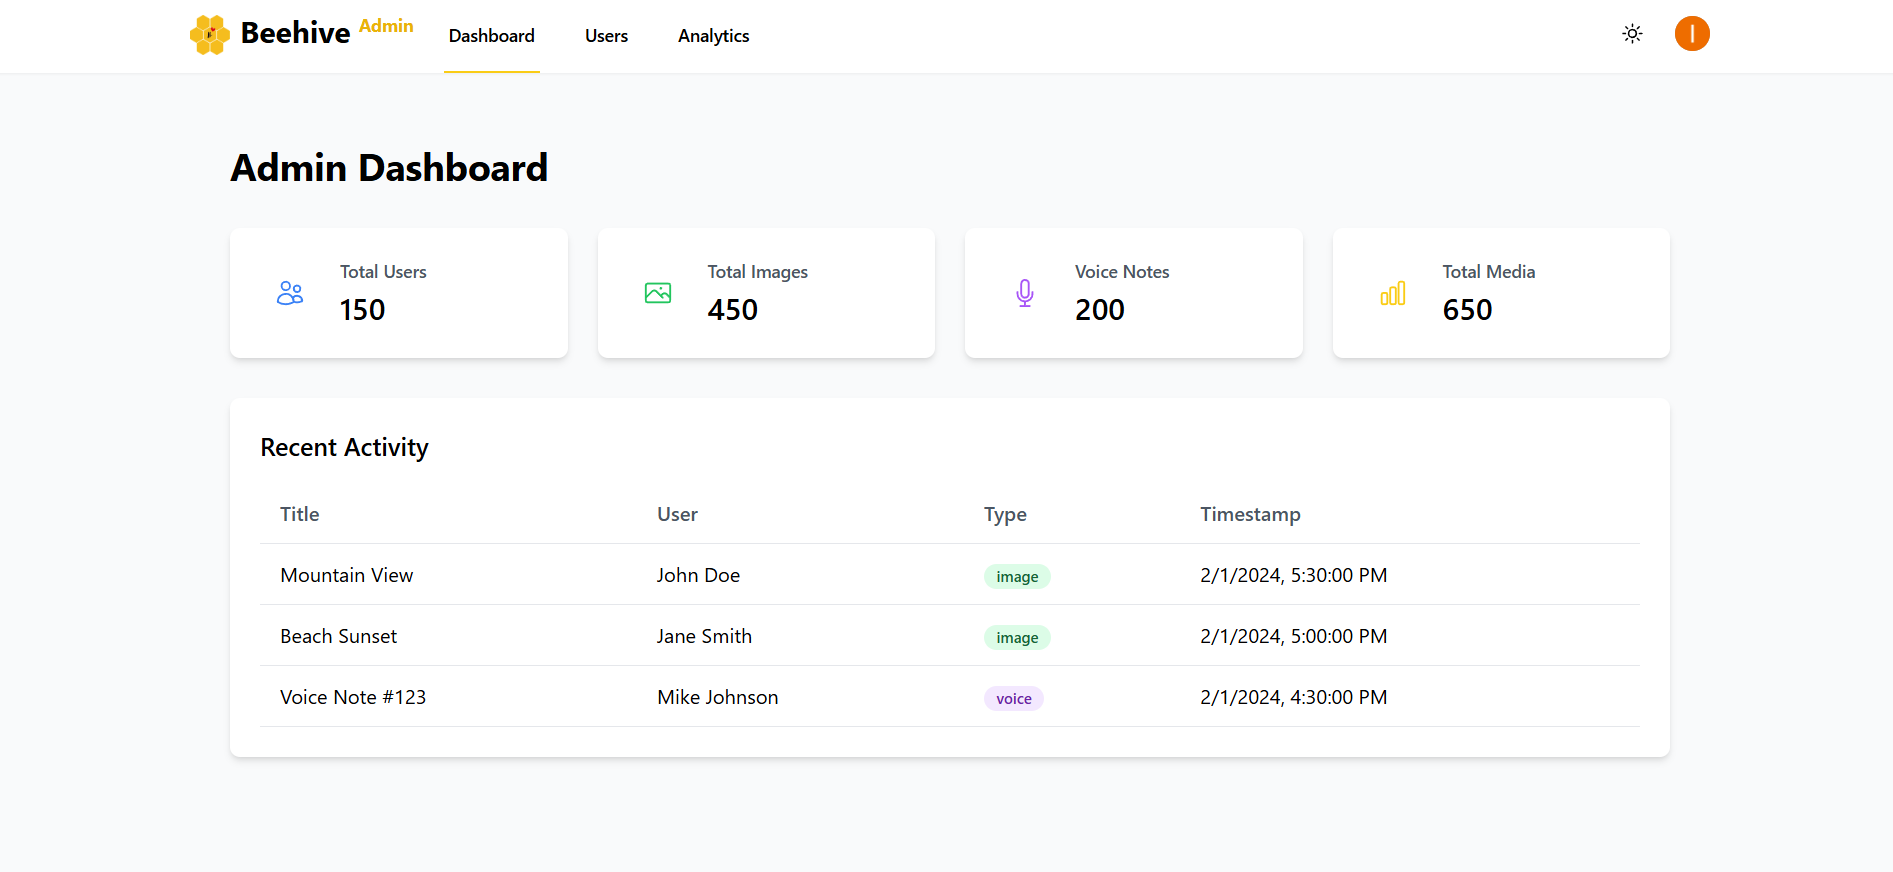 Beehive Admin Dashboard Users Analytics I
Admin Dashboard
Total Users Total Images Voice Notes Total Media
150 450 200 650
Recent Activity
Title User Type Timestamp
Mountain View John Doe image 2/1/2024, 5:30:00 PM
Beach Sunset Jane Smith image 2/1/2024, 5:00:00 PM
Voice Note #123 Mike Johnson voice 2/1/2024, 4:30:00 PM